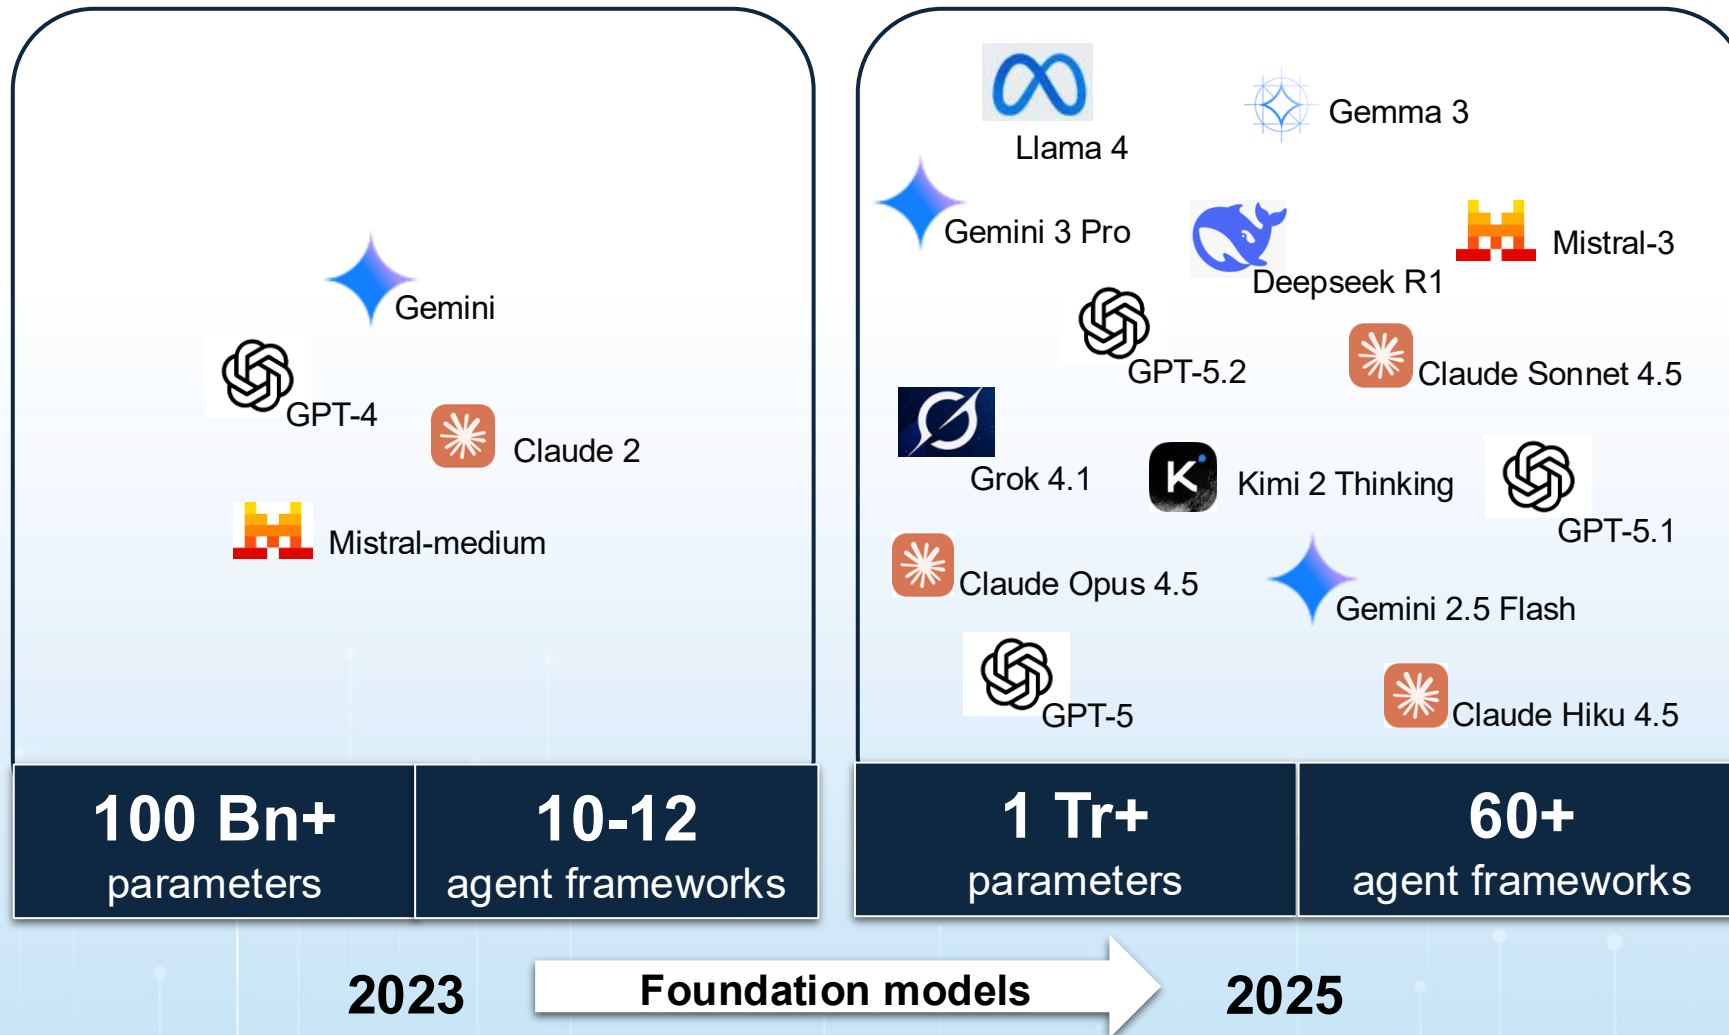 Gemini
GPT-4
Claude 2
Mistral-medium
100 Bn+
parameters
10-12
agent frameworks
Llama 4
Gemma 3
Gemini 3 Pro
Mistral-3
Deepseek R1
GPT-5.2
Claude Sonnet 4.5
Grok 4.1
Kimi 2 Thinking
GPT-5.1
Claude Opus 4.5
Gemini 2.5 Flash
GPT-5
Claude Hiku 4.5
1 Tr+
parameters
60+
agent frameworks
2023
Foundation models
2025